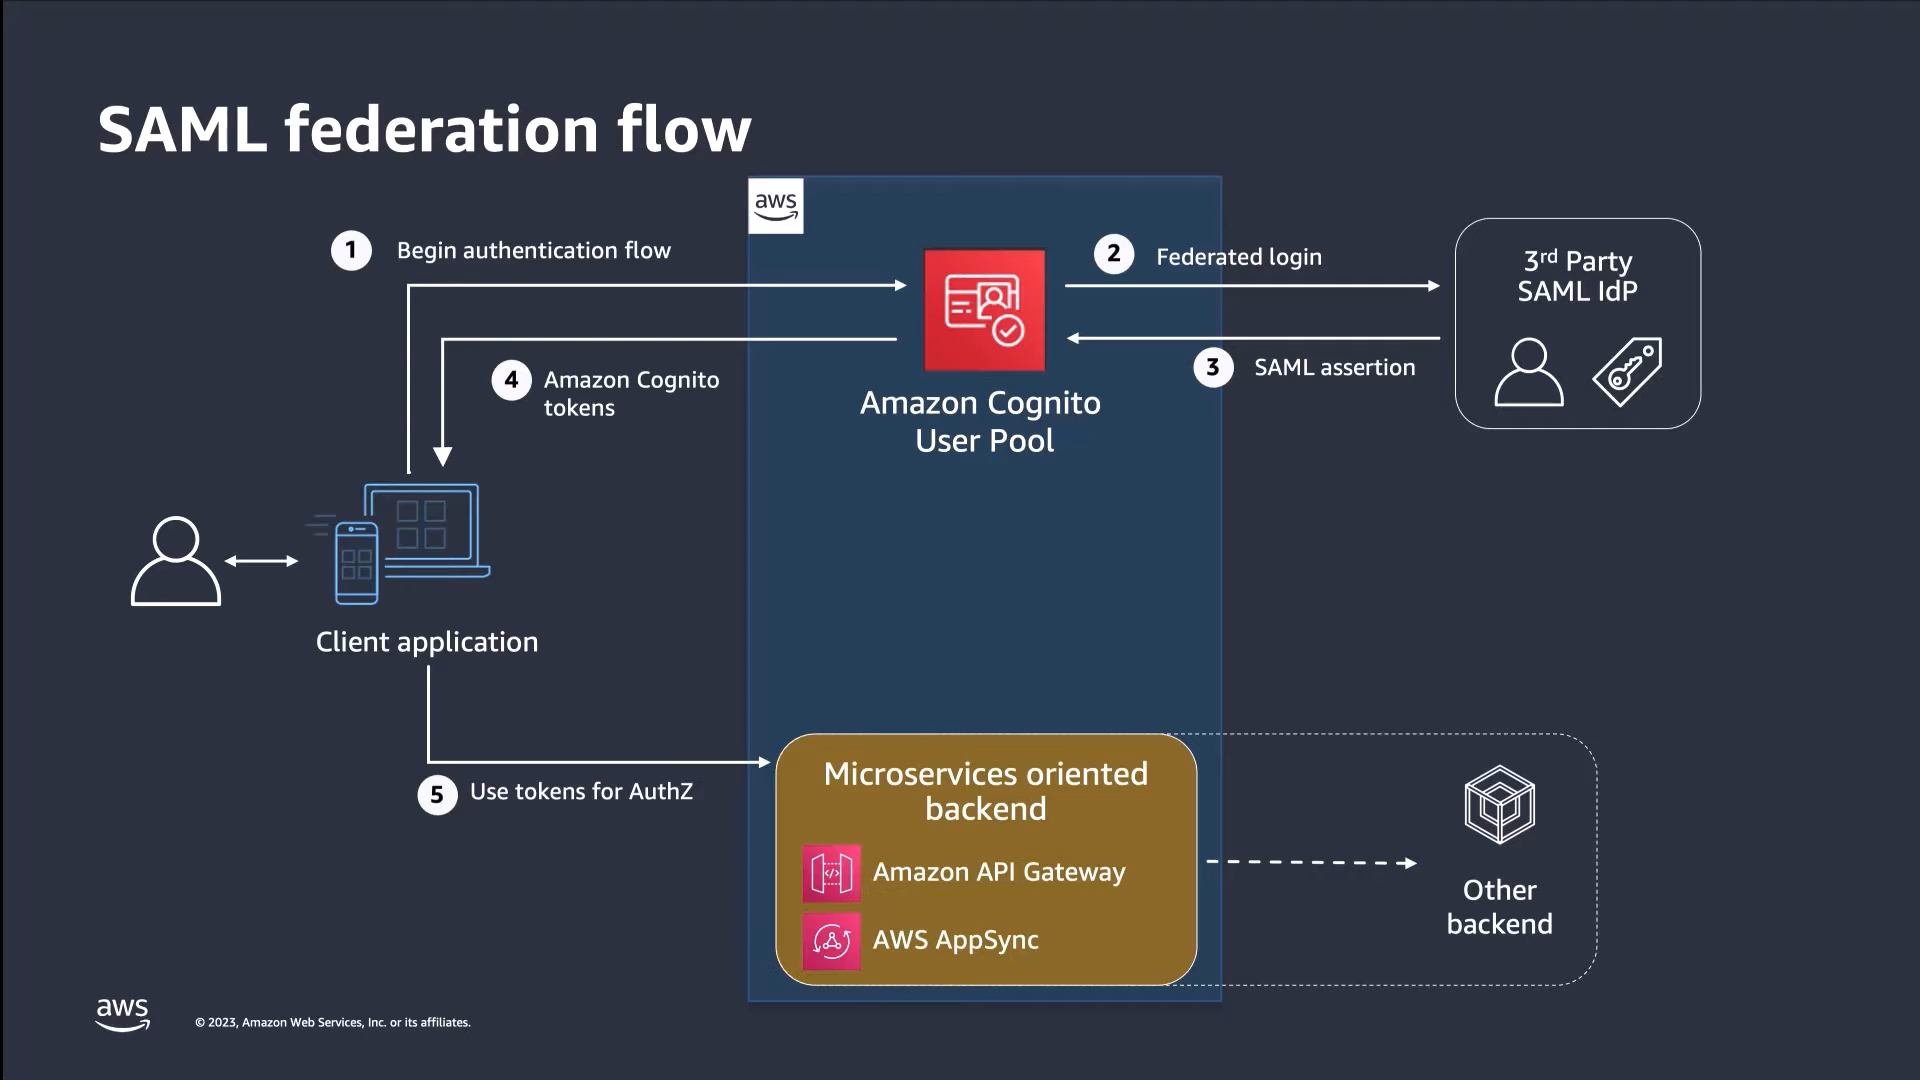 SAML federation flow
aws
1 Begin authentication flow
2 Federated login
3rd Party
SAML IdP
3 SAML assertion
4 Amazon Cognito
tokens
Amazon Cognito
User Pool
Client application
5 Use tokens for AuthZ
Microservices oriented
backend
Amazon API Gateway
AWS AppSync
Other
backend
aws
© 2023, Amazon Web Services, Inc. or its affiliates.